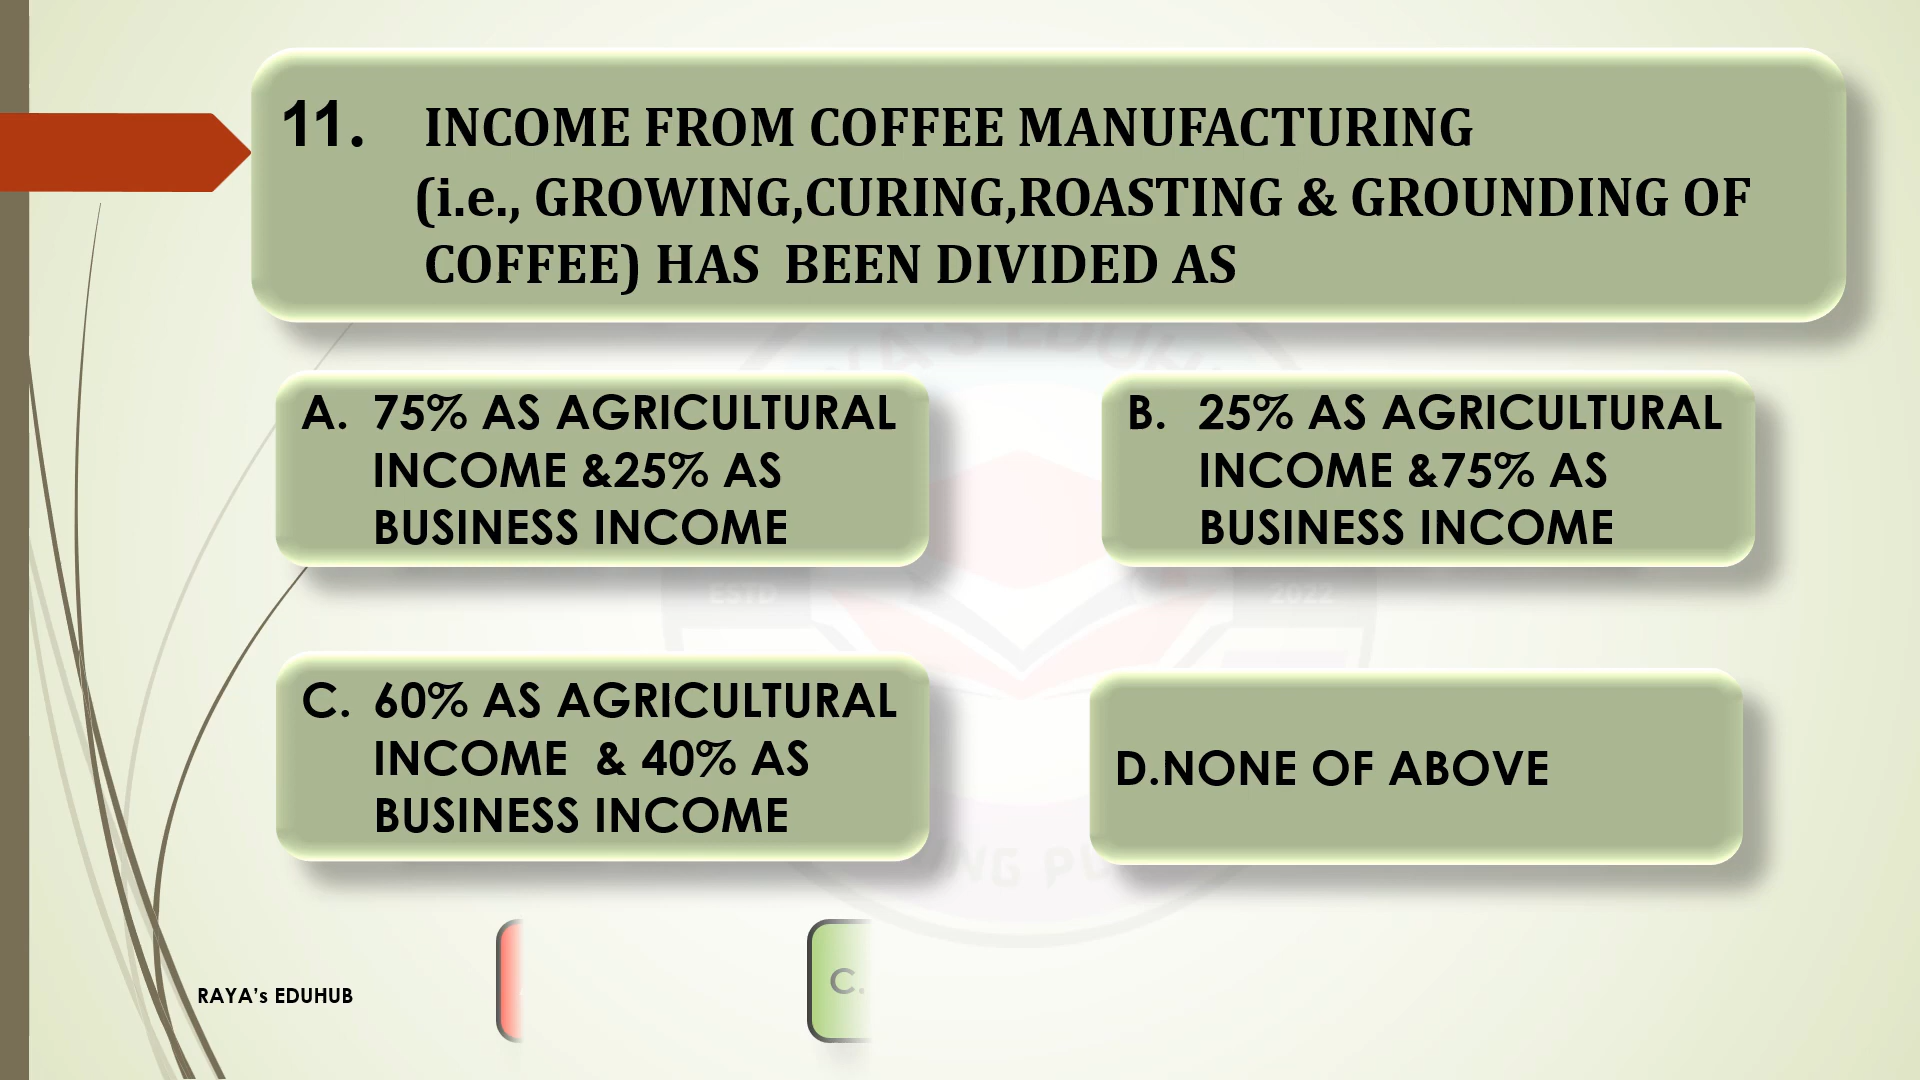 11. INCOME FROM COFFEE MANUFACTURING
(i.e., GROWING,CURING,ROASTING & GROUNDING OF
COFFEE) HAS BEEN DIVIDED AS
A. 75% AS AGRICULTURAL
INCOME &25% AS
BUSINESS INCOME
B. 25% AS AGRICULTURAL
INCOME &75% AS
BUSINESS INCOME
C. 60% AS AGRICULTURAL
INCOME & 40% AS
BUSINESS INCOME
D.NONE OF ABOVE
ESTD
2022
C.
RAYA's EDUHUB